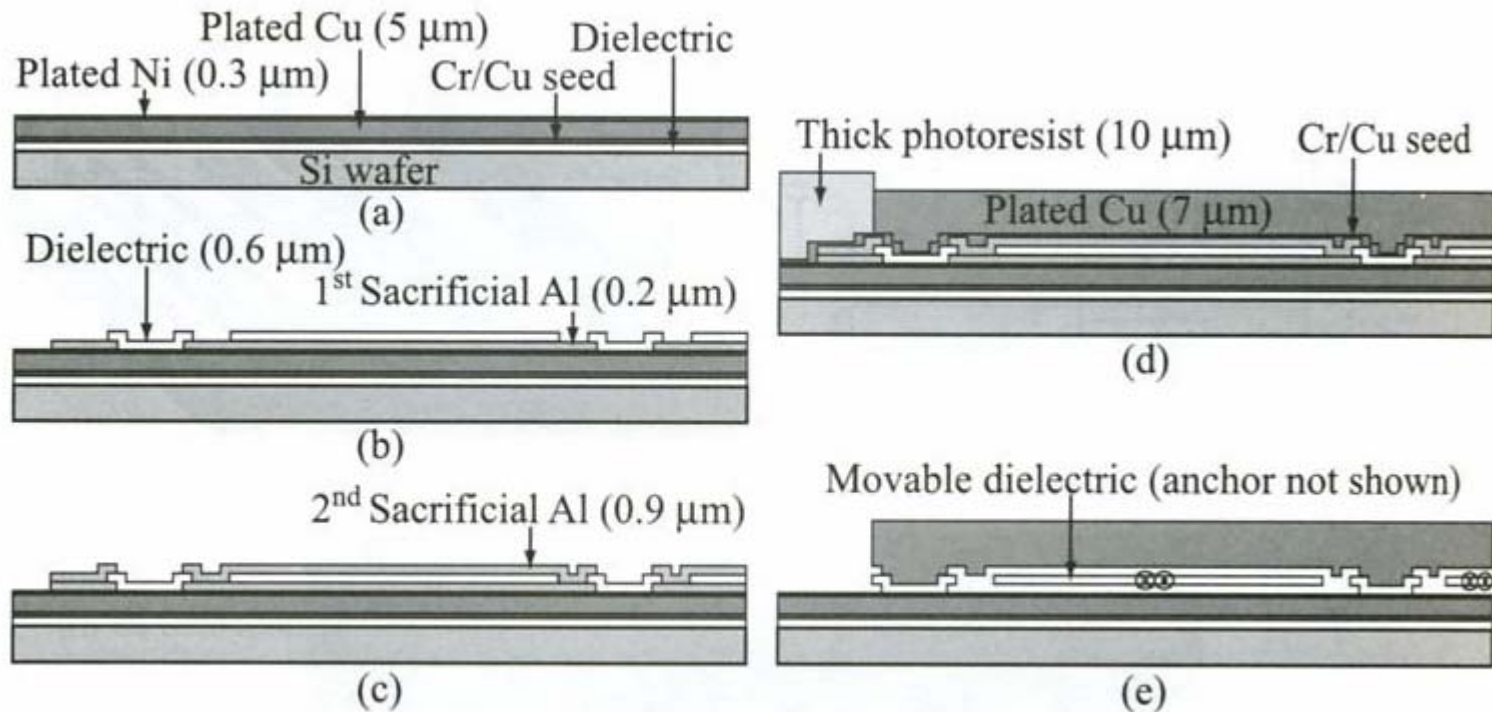 Plated Cu (5 μm)
Dielectric
Plated Ni (0.3 μm)
Cr/Cu seed
Si wafer
(a)
Dielectric (0.6 μm)
1st Sacrificial Al (0.2 μm)
(b)
2nd Sacrificial Al (0.9 μm)
(c)
Thick photoresist (10 μm)
Cr/Cu seed
Plated Cu (7 μm)
(d)
Movable dielectric (anchor not shown)
(e)